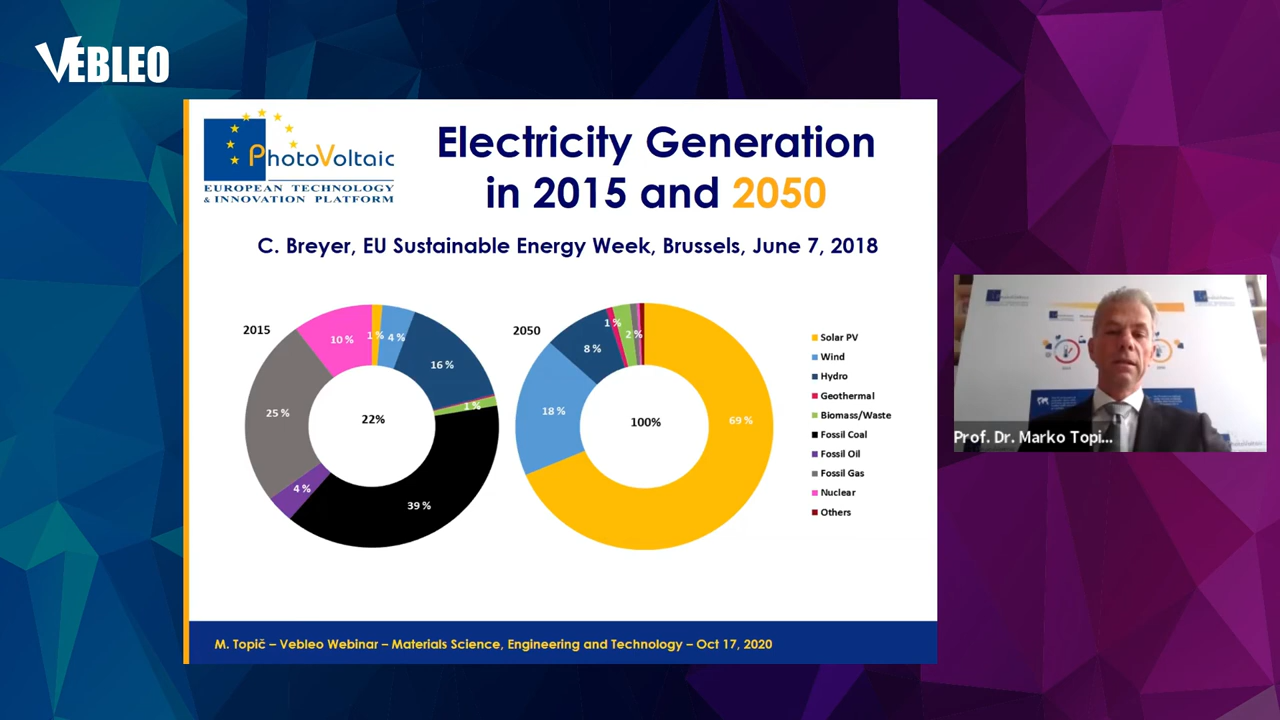 VEBLEO
PhotoVoltaic
EUROPEAN TECHNOLOGY
& INNOVATION PLATFORM
Electricity Generation
in 2015 and 2050
C. Breyer, EU Sustainable Energy Week, Brussels, June 7, 2018
2015
10 %
1 %
4 %
16 %
25 %
22%
1 %
4 %
39 %
2050
1 %
2 %
8 %
18 %
100%
69 %
Solar PV
Wind
Hydro
Geothermal
Biomass/Waste
Fossil Coal
Fossil Oil
Fossil Gas
Nuclear
Others
Prof. Dr. Marko Topi...
M. Topič – Vebleo Webinar – Materials Science, Engineering and Technology – Oct 17, 2020